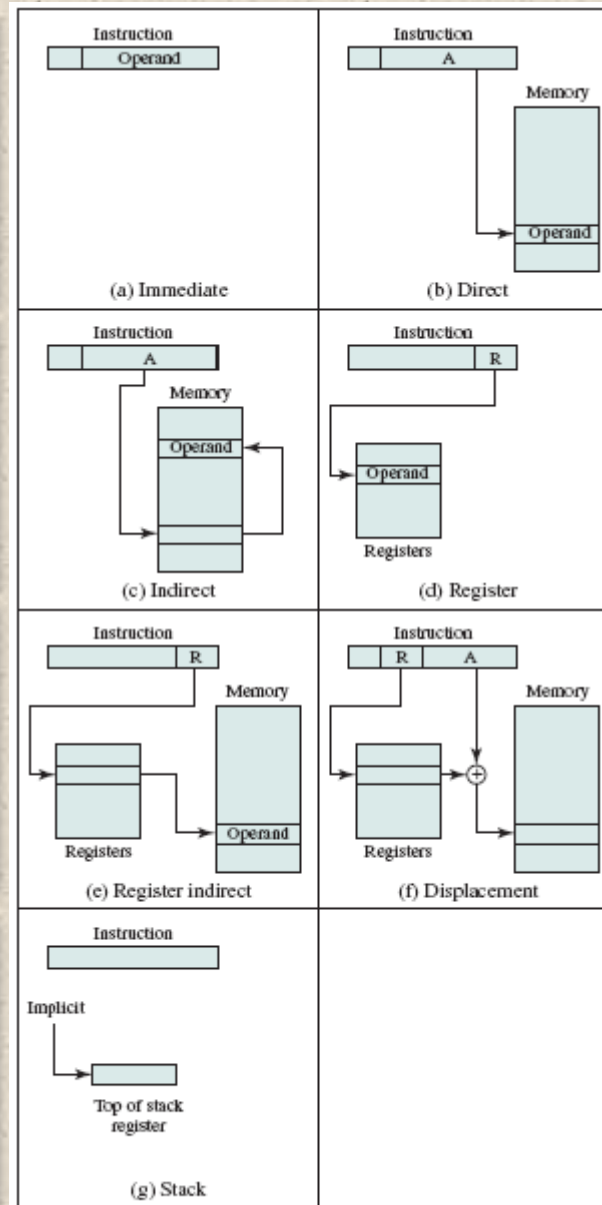 Instruction
Operand
(a) Immediate
Instruction
A
Memory
Operand
(b) Direct
Instruction
A
Memory
Operand
(c) Indirect
Instruction
R
Operand
Registers
(d) Register
Instruction
R
Memory
Operand
Registers
(e) Register indirect
Instruction
R A
Memory
+
Registers
(f) Displacement
Instruction
Implicit
Top of stack
register
(g) Stack